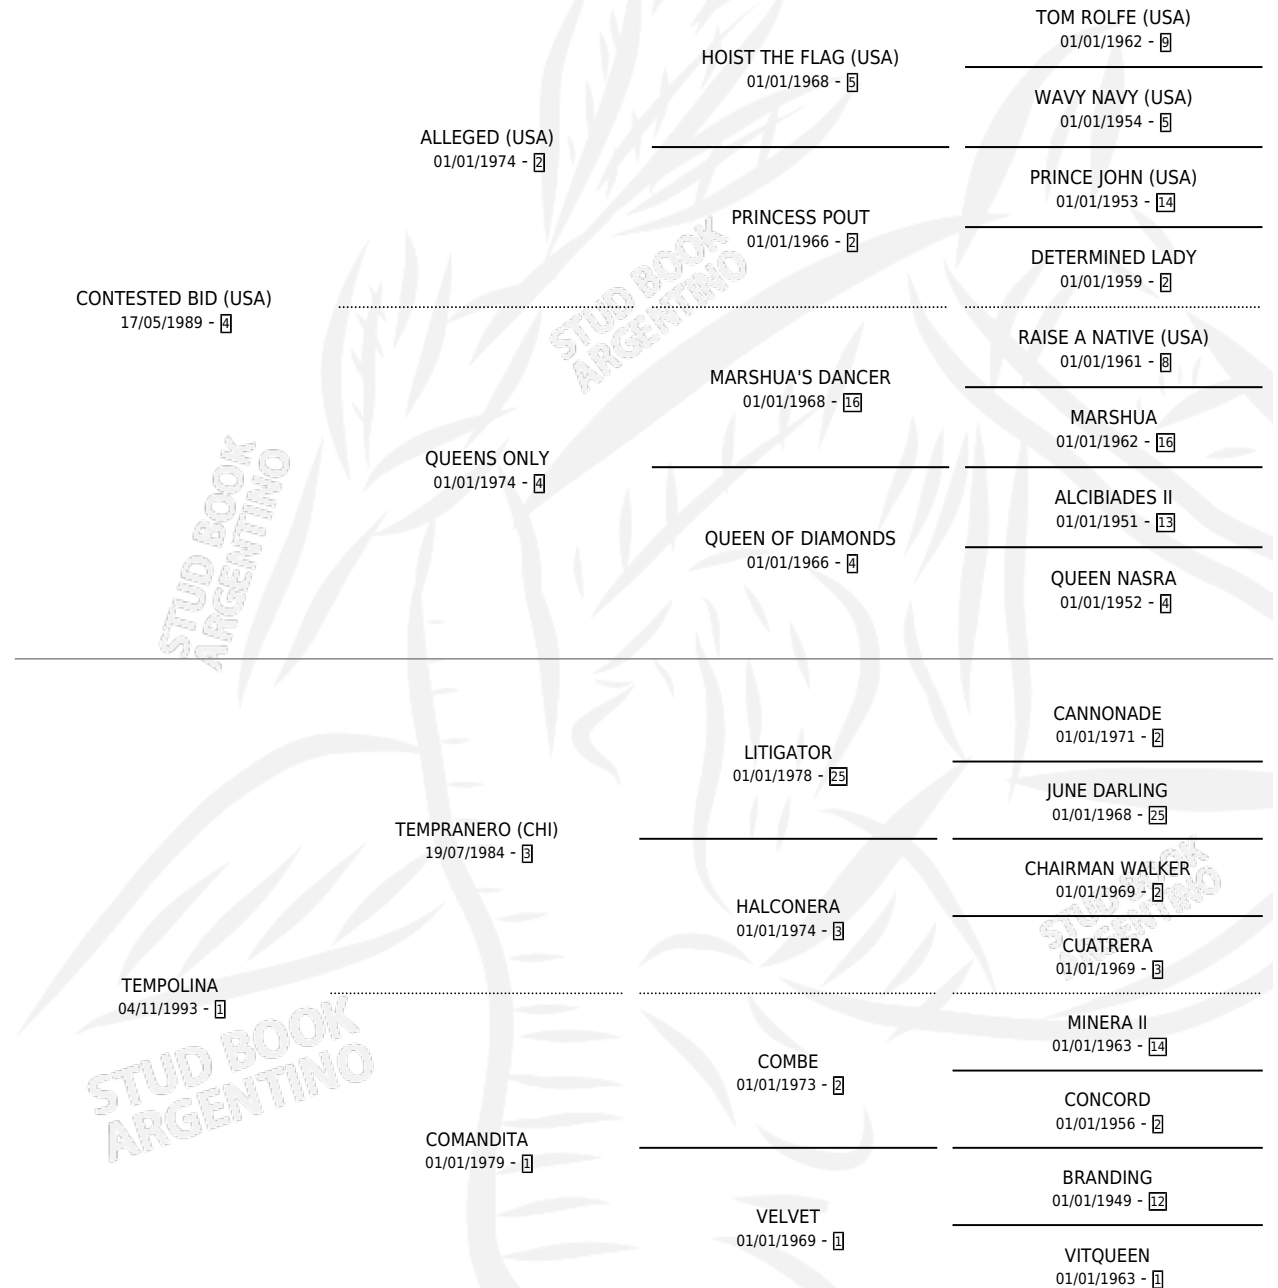 TOM ROLFE (USA)
01/01/1962 - 9
HOIST THE FLAG (USA)
01/01/1968 - 5
WAVY NAVY (USA)
01/01/1954 - 5
ALLEGED (USA)
01/01/1974 - 2
PRINCE JOHN (USA)
01/01/1953 - 14
PRINCESS POUT
01/01/1966 - 2
DETERMINED LADY
01/01/1959 - 2
STUD BOOK
ARGENTINO
CONTESTED BID (USA)
17/05/1989 - 4
RAISE A NATIVE (USA)
01/01/1961 - 8
MARSHUA'S DANCER
01/01/1968 - 16
MARSHUA
01/01/1962 - 16
QUEENS ONLY
01/01/1974 - 4
ALCIBIADES II
01/01/1951 - 13
QUEEN OF DIAMONDS
01/01/1966 - 4
QUEEN NASRA
01/01/1952 - 4
STUD BOOK
ARGENTINO
CANNONADE
01/01/1971 - 2
LITIGATOR
01/01/1978 - 25
JUNE DARLING
01/01/1968 - 25
TEMPRANERO (CHI)
19/07/1984 - 3
CHAIRMAN WALKER
01/01/1969 - 2
HALCONERA
01/01/1974 - 3
CUATRERA
01/01/1969 - 3
STUD BOOK
ARGENTINO
TEMPOLINA
04/11/1993 - 1
MINERA II
01/01/1963 - 14
COMBE
01/01/1973 - 2
CONCORD
01/01/1956 - 2
STUD BOOK
ARGENTINO
COMANDITA
01/01/1979 - 1
BRANDING
01/01/1949 - 12
VELVET
01/01/1969 - 1
VITQUEEN
01/01/1963 - 1